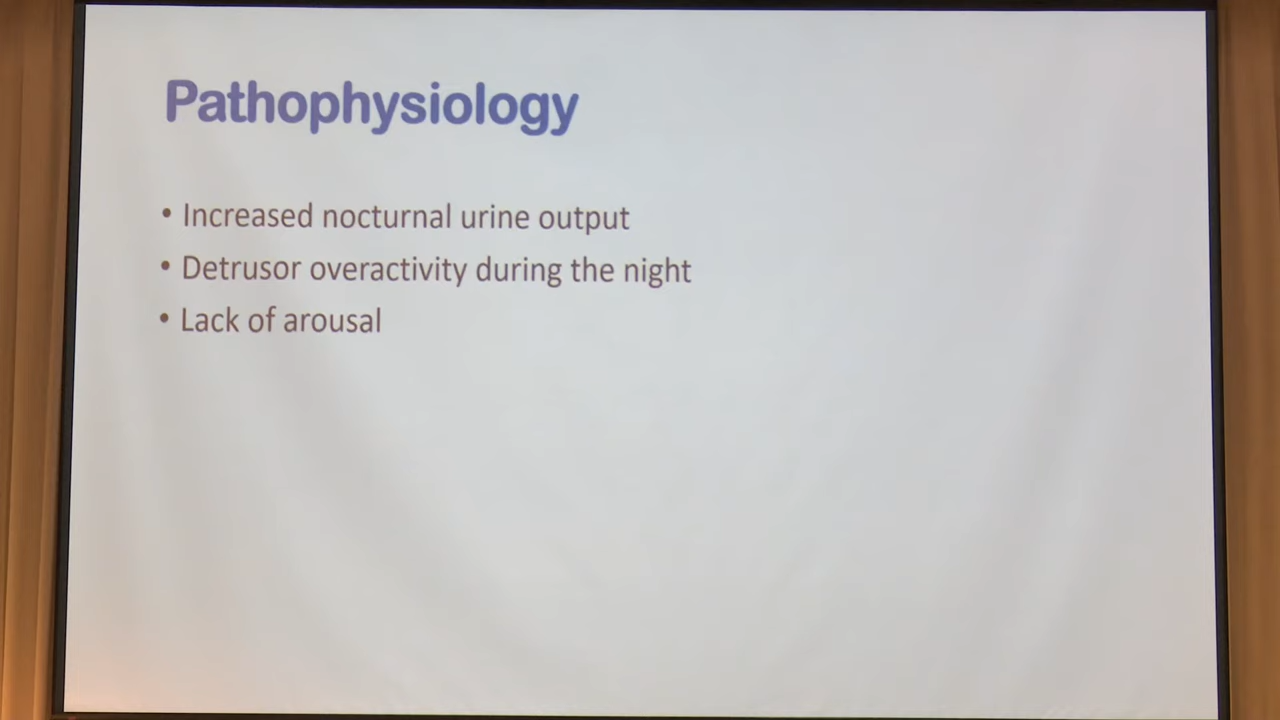 Pathophysiology
• Increased nocturnal urine output
• Detrusor overactivity during the night
• Lack of arousal